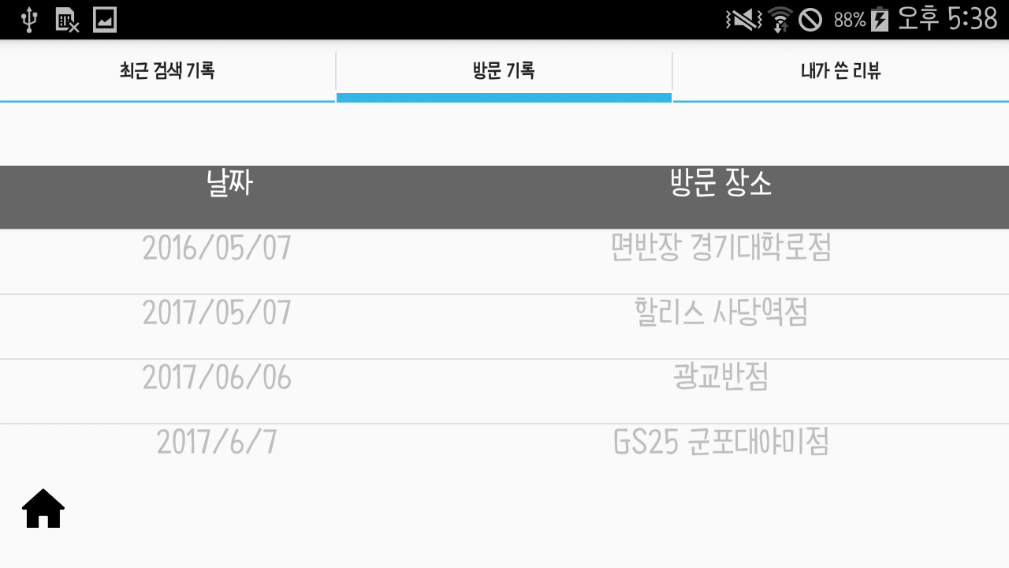 88% 오후 5:38
최근 검색 기록 방문 기록 내가 쓴 리뷰
날짜 방문 장소
2016/05/07 면반장 경기대학로점
2017/05/07 할리스 사당역점
2017/06/06 광교반점
2017/6/7 GS25 군포대야미점